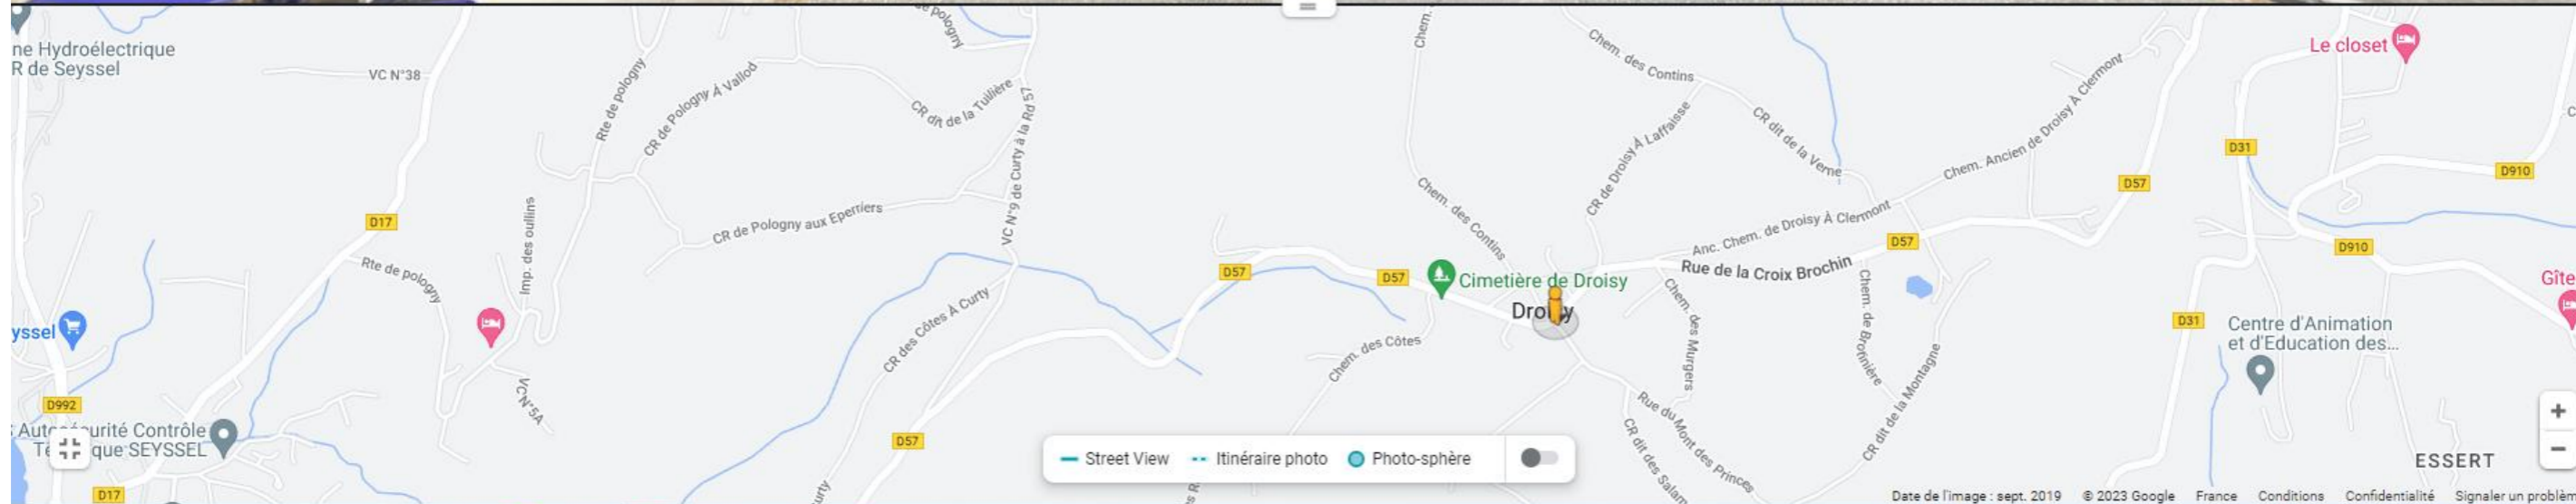 ne Hydroélectrique
R de Seyssel
VC N°38
Rte de pologny
CR de Pologny À Vallod
de pologny
CR dit de la Tuilière
VC N°9 de Curty à la Rd 57
Chem.
Chem. des Contins
Le closet
D17
Imp. des oullins
CR de Pologny aux Epertiers
Rte de pologny
Chem. des Contins
CR de Droisy À Laffaisse
CR dit de la Verne
Chem. Ancien de Droisy À Clermont
D57
D31
D910
Anc. Chem. de Droisy À Clermont
D57
D910
D57
D57
Cimetière de Droisy
Rue de la Croix Brochin
Droisy
Gîte
yssel
CR des Côtes À Curty
Chem. des Côtes
Chem. des Murgers
D31
Centre d'Animation
et d'Education des...
VC N°5A
D992
Rue du Mont des Princes
CR dit de la Montagne
Contrôle
que SEYSSEL
D57
urty
Street View
Itinéraire photo
Photo-sphère
ESSERT
D17
Date de l'image : sept. 2019 © 2023 Google France Conditions Confidentialité Signaler un problèm